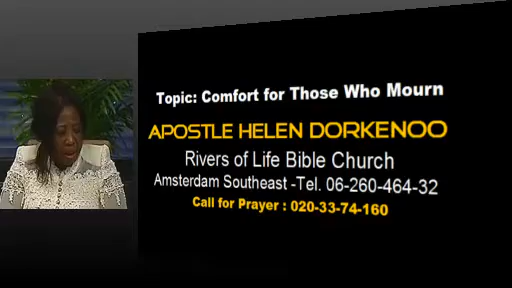 Topic: Comfort for Those Who Mourn
APOSTLE HELEN DORKENOO
Rivers of Life Bible Church
Amsterdam Southeast -Tel. 06-260-464-32
Call for Prayer : 020-33-74-160